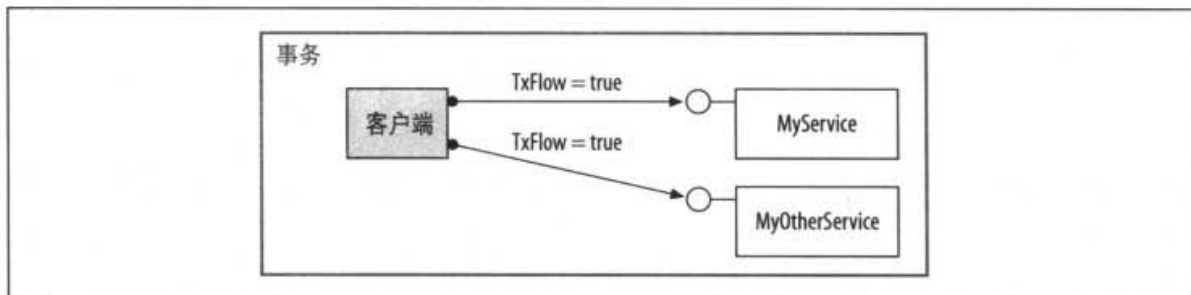 事务
客户端
TxFlow = true
MyService
TxFlow = true
MyOtherService